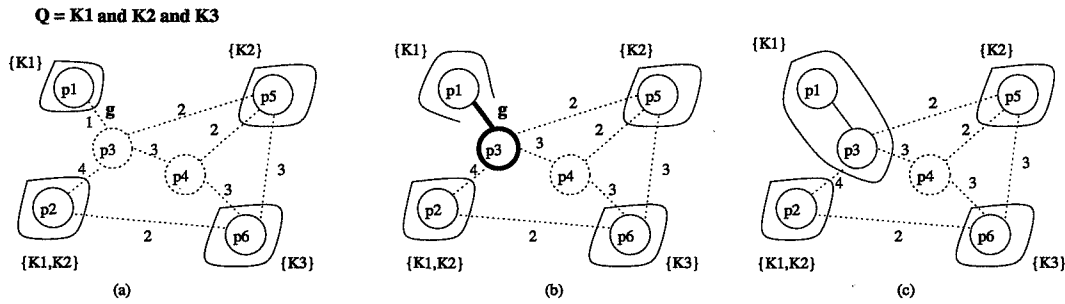 Q = K1 and K2 and K3
{K1}
{K2}
p1
g
1
2
p5
p3
3
2
p4
4
3
3
p2
2
p6
{K1,K2}
{K3}
(a)
{K1}
{K2}
p1
g
2
p5
p3
3
2
p4
4
3
3
p2
2
p6
{K1,K2}
{K3}
(b)
{K1}
{K2}
p1
2
p5
p3
3
2
p4
4
3
3
p2
2
p6
{K1,K2}
{K3}
(c)